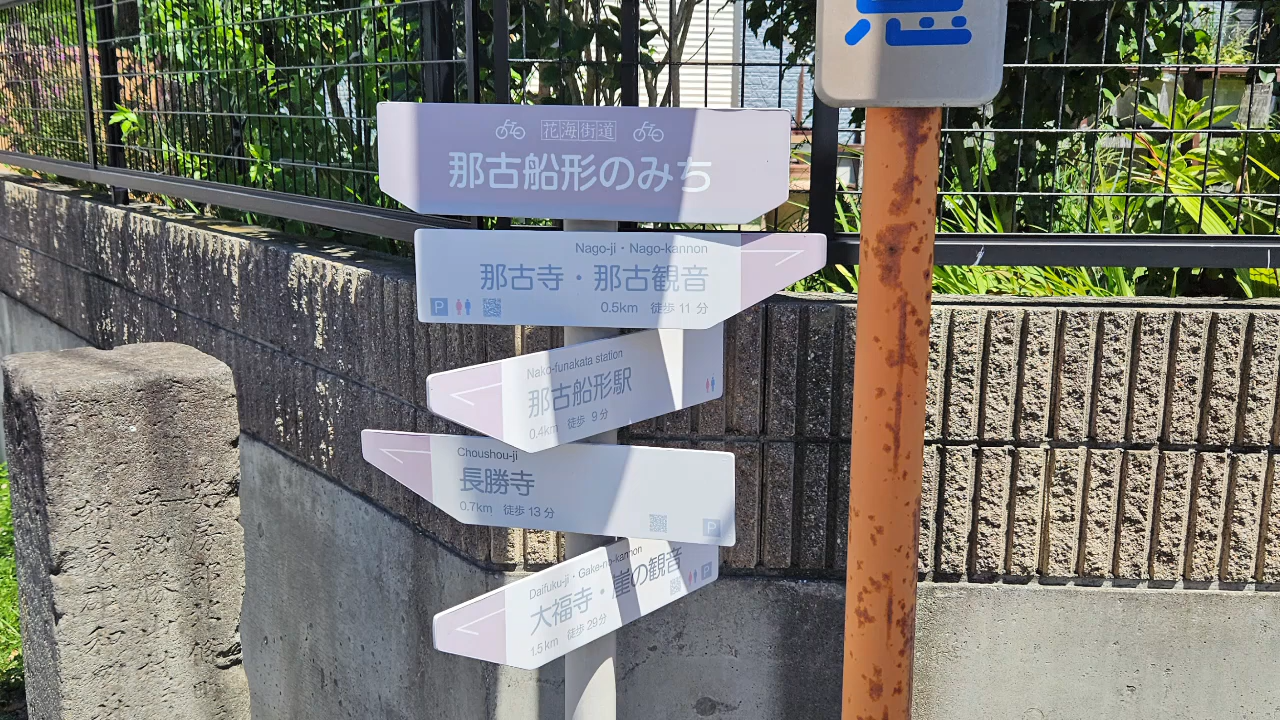 花海街道
那古船形のみち
Nago-ji・Nago-kannon
那古寺・那古観音
P
0.5km 徒歩 11 分
Nako-funakata station
那古船形駅
0.4km 徒歩 9 分
Choushou-ji
長勝寺
0.7km 徒歩 13 分
P
Daifuku-ji・Gake-no-kannon
大福寺・崖の観音
P
1.5km 徒歩 29 分